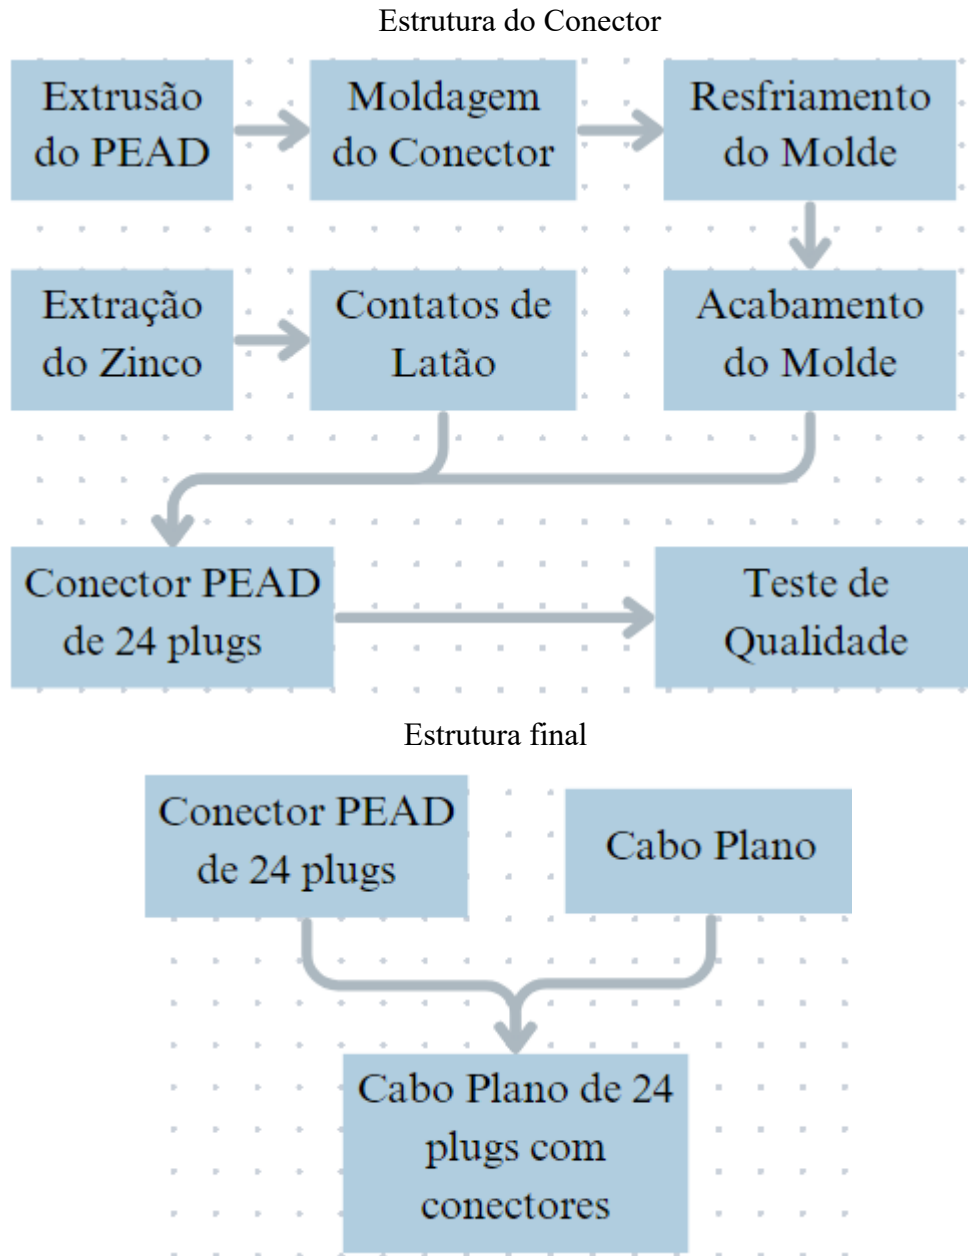 Estrutura do Conector
Extrusão
do PEAD
Moldagem
do Conector
Resfriamento
do Molde
Extração
do Zinco
Contatos de
Latão
Acabamento
do Molde
Conector PEAD
de 24 plugs
Teste de
Qualidade
Estrutura final
Conector PEAD
de 24 plugs
Cabo Plano
Cabo Plano de 24
plugs com
conectores